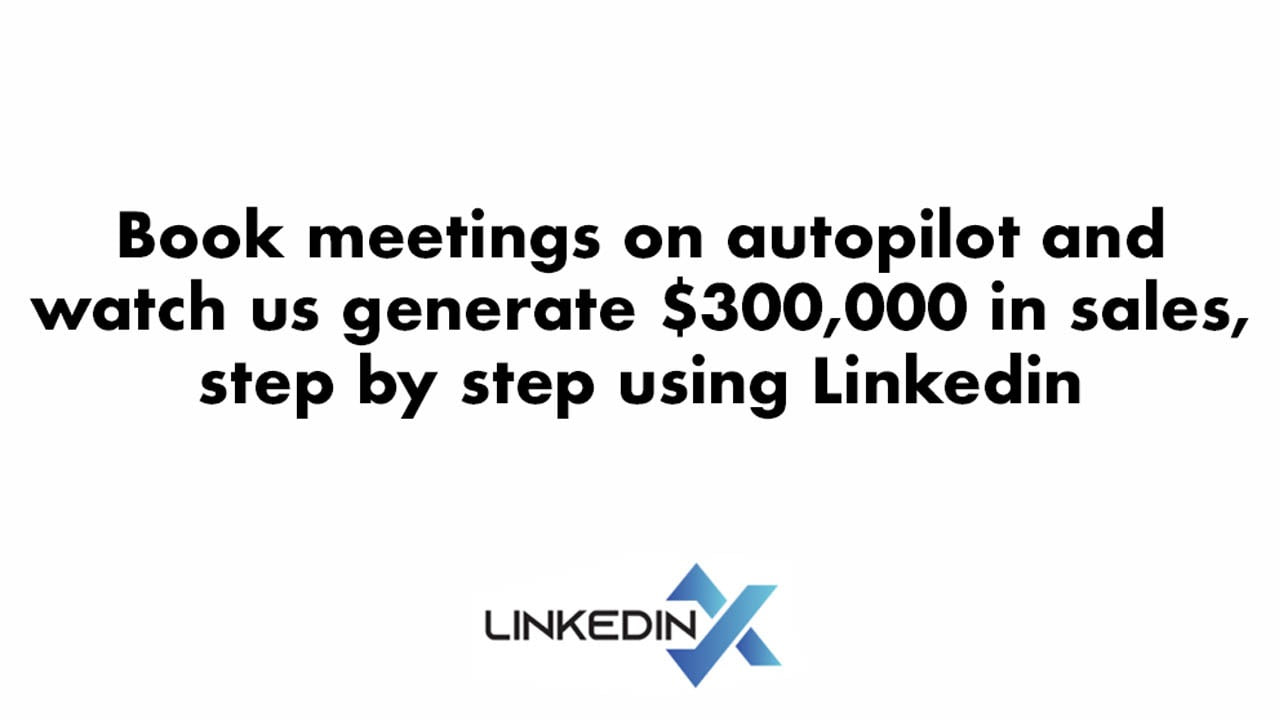 Book meetings on autopilot and
watch us generate $300,000 in sales,
step by step using Linkedin
LINKEDIN X